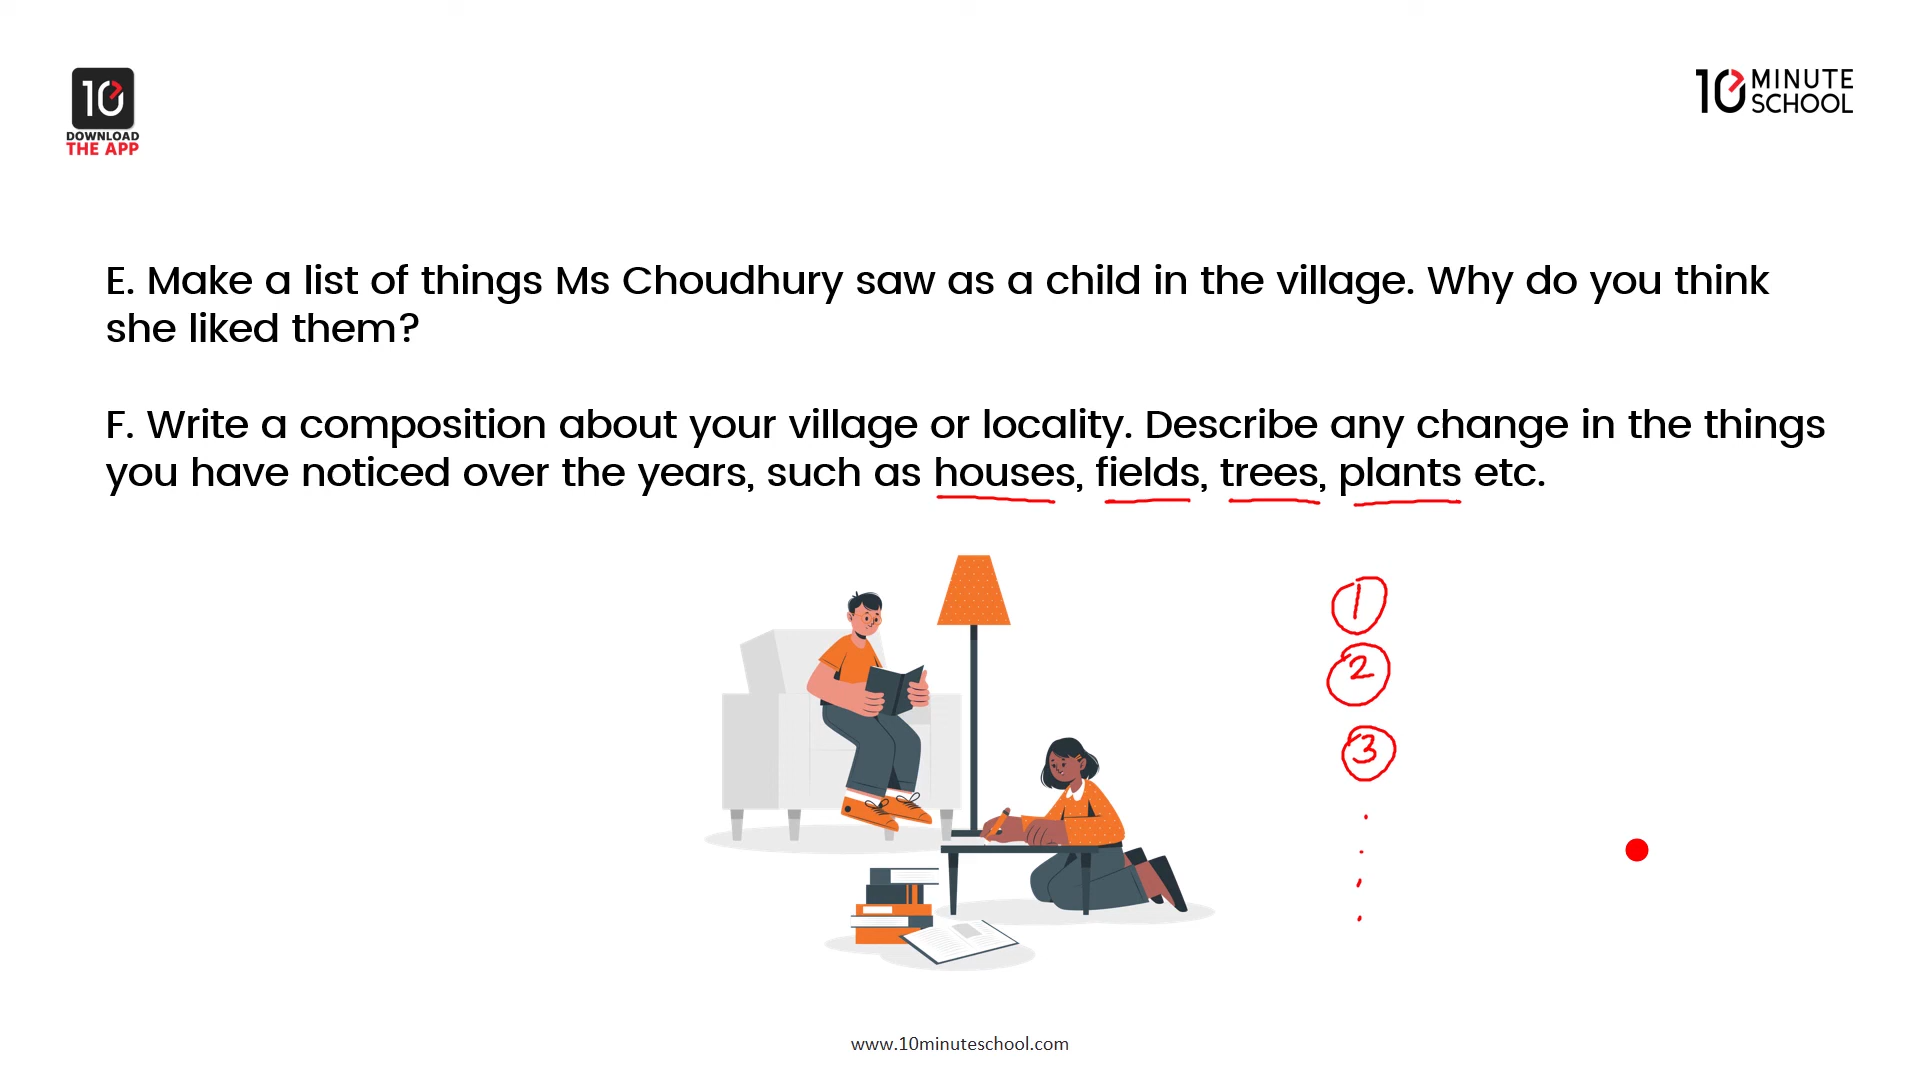 10
DOWNLOAD
THE APP
10 MINUTE
SCHOOL
E. Make a list of things Ms Choudhury saw as a child in the village. Why do you think
she liked them?
F. Write a composition about your village or locality. Describe any change in the things
you have noticed over the years, such as houses, fields, trees, plants etc.
1
2
3
www.10minuteschool.com